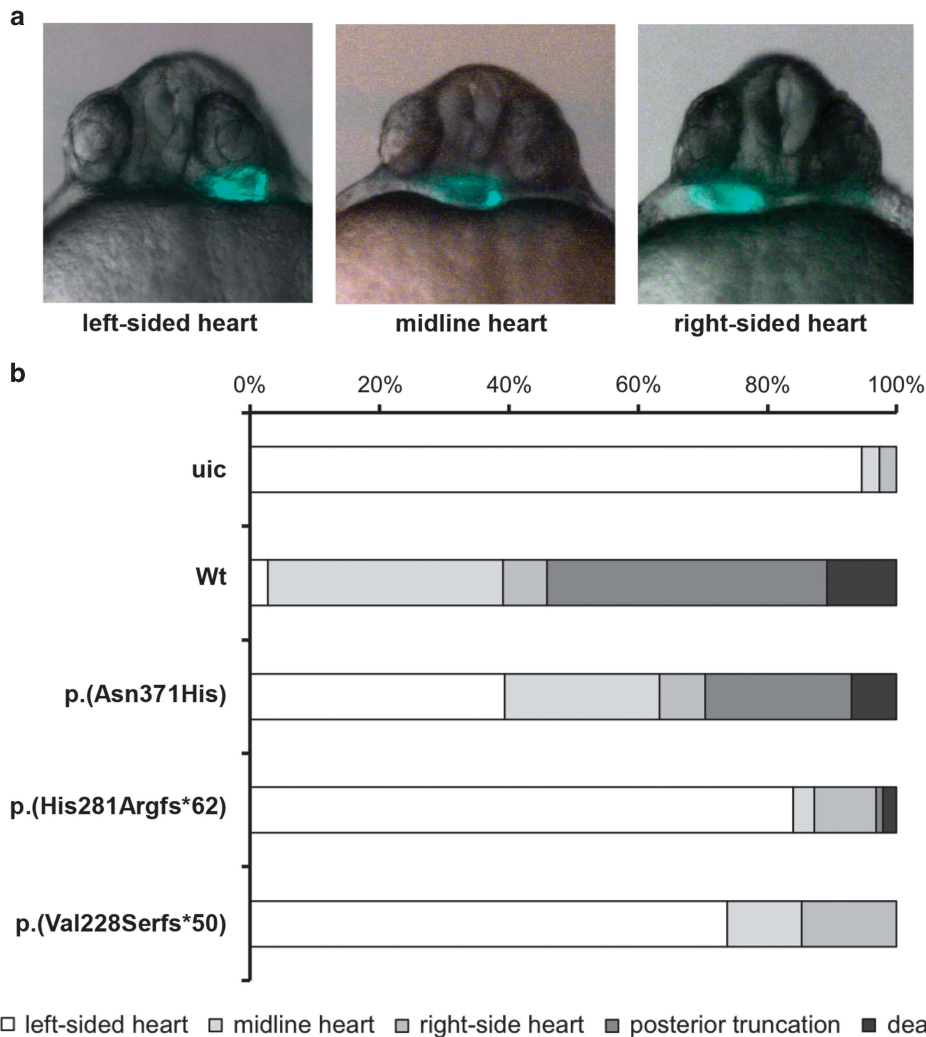 a
left-sided heart midline heart right-sided heart
b
0% 20% 40% 60% 80% 100%
uic
Wt
p.(Asn371His)
p.(His281Argfs*62)
p.(Val228Serfs*50)
left-sided heart midline heart right-side heart posterior truncation